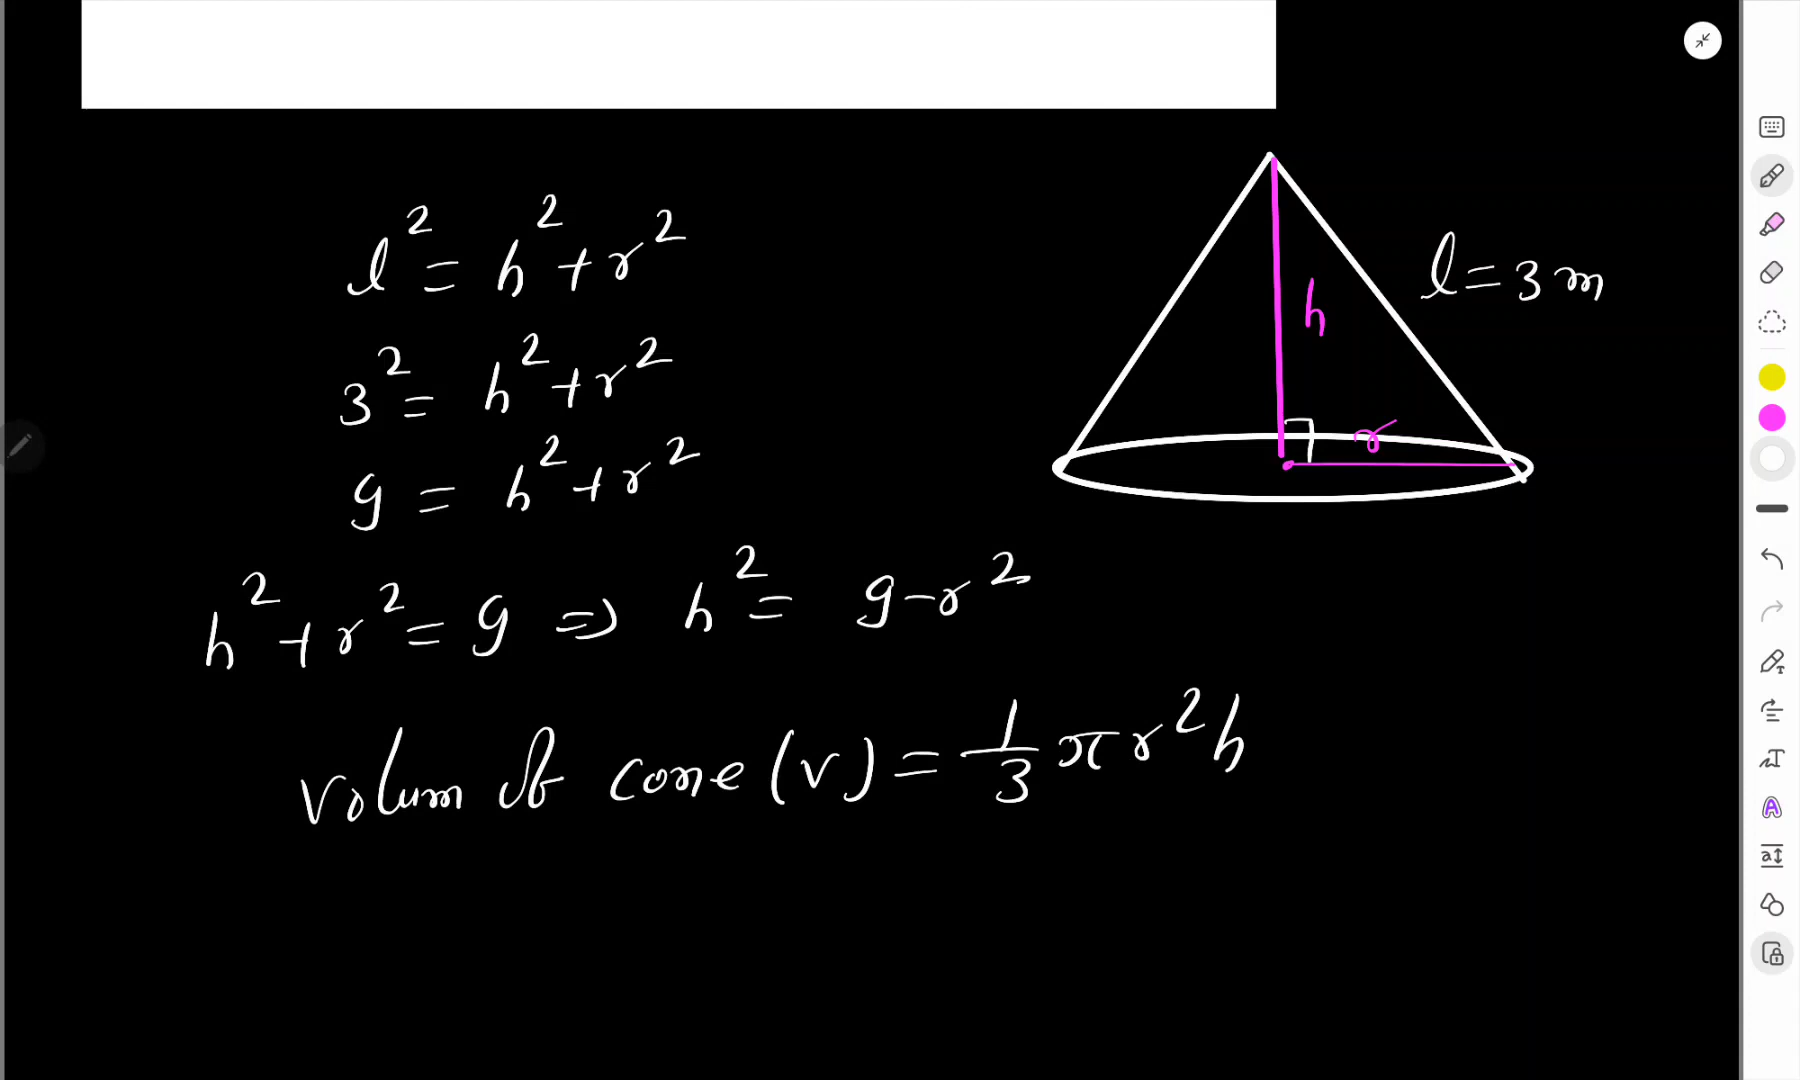 l² = h² + r²
3² = h² + r²
9 = h² + r²
h² + r² = 9 ⇒ h² = 9 - r²
Volum of cone (v) = 1/3 π r² h
l = 3 m
h
r